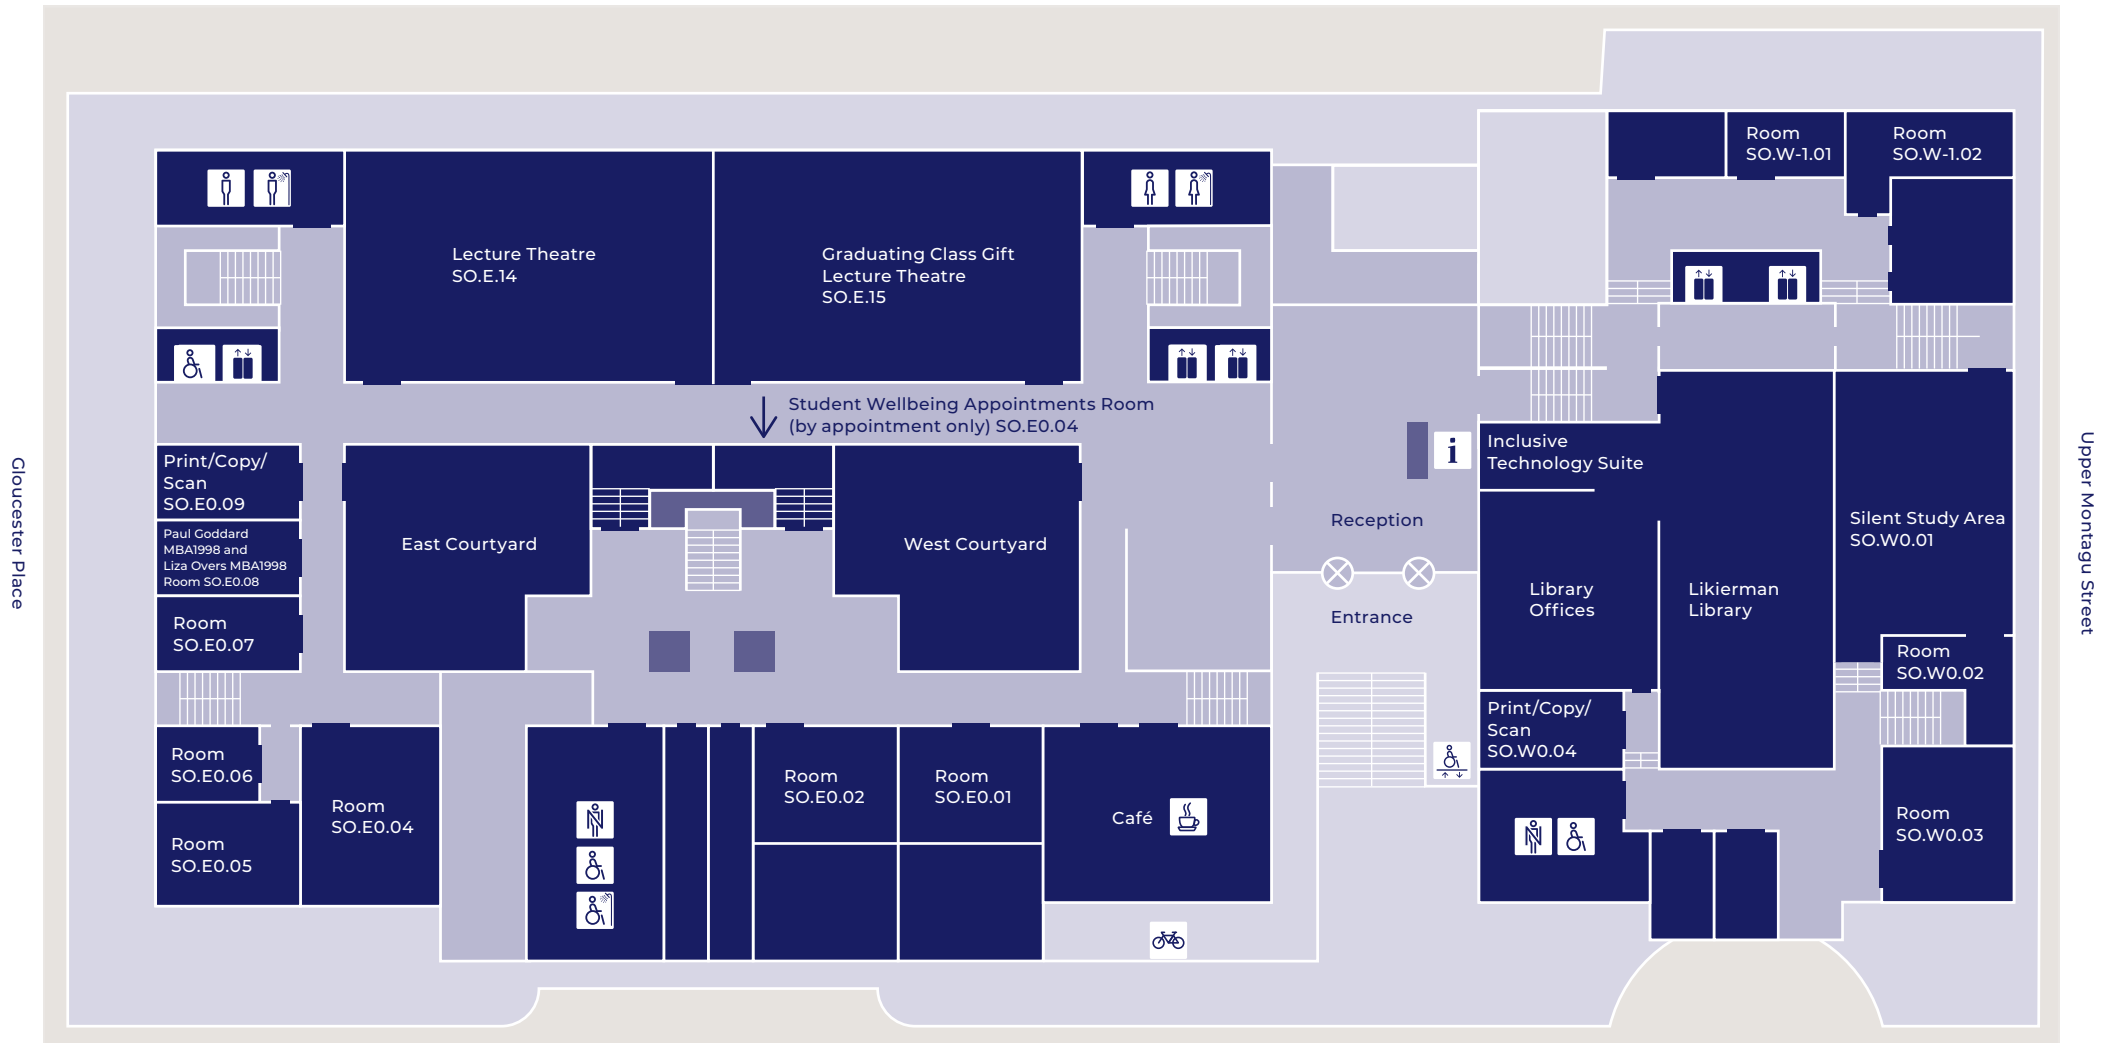 Room
SO.W-1.01
Room
SO.W-1.02
Lecture Theatre
SO.E.14
Graduating Class Gift
Lecture Theatre
SO.E.15
Student Wellbeing Appointments Room
(by appointment only) SO.E0.04
Print/Copy/
Scan
SO.E0.09
Paul Goddard
MBA1998 and
Liza Overs MBA1998
Room SO.E0.08
Room
SO.E0.07
East Courtyard
West Courtyard
i
Inclusive
Technology Suite
Reception
Entrance
Library
Offices
Likierman
Library
Silent Study Area
SO.W0.01
Room
SO.W0.02
Print/Copy/
Scan
SO.W0.04
Room
SO.W0.03
Room
SO.E0.06
Room
SO.E0.05
Room
SO.E0.04
Room
SO.E0.02
Room
SO.E0.01
Café
Gloucester Place
Upper Montagu Street